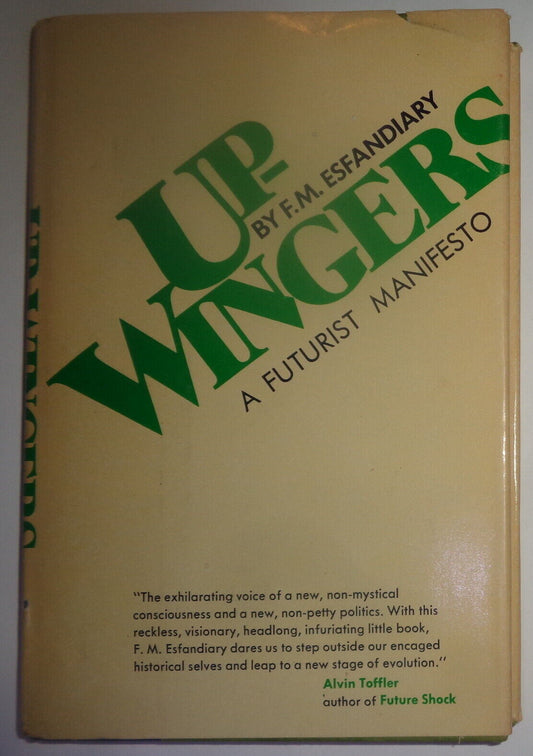 UP-
BY F.M. ESFANDIARY
WINGERS
A FUTURIST MANIFESTO
"The exhilarating voice of a new, non-mystical
consciousness and a new, non-petty politics. With this
reckless, visionary, headlong, infuriating little book,
F. M. Esfandiary dares us to step outside our encaged
historical selves and leap to a new stage of evolution."
Alvin Toffler
author of Future Shock
UP-WINGERS